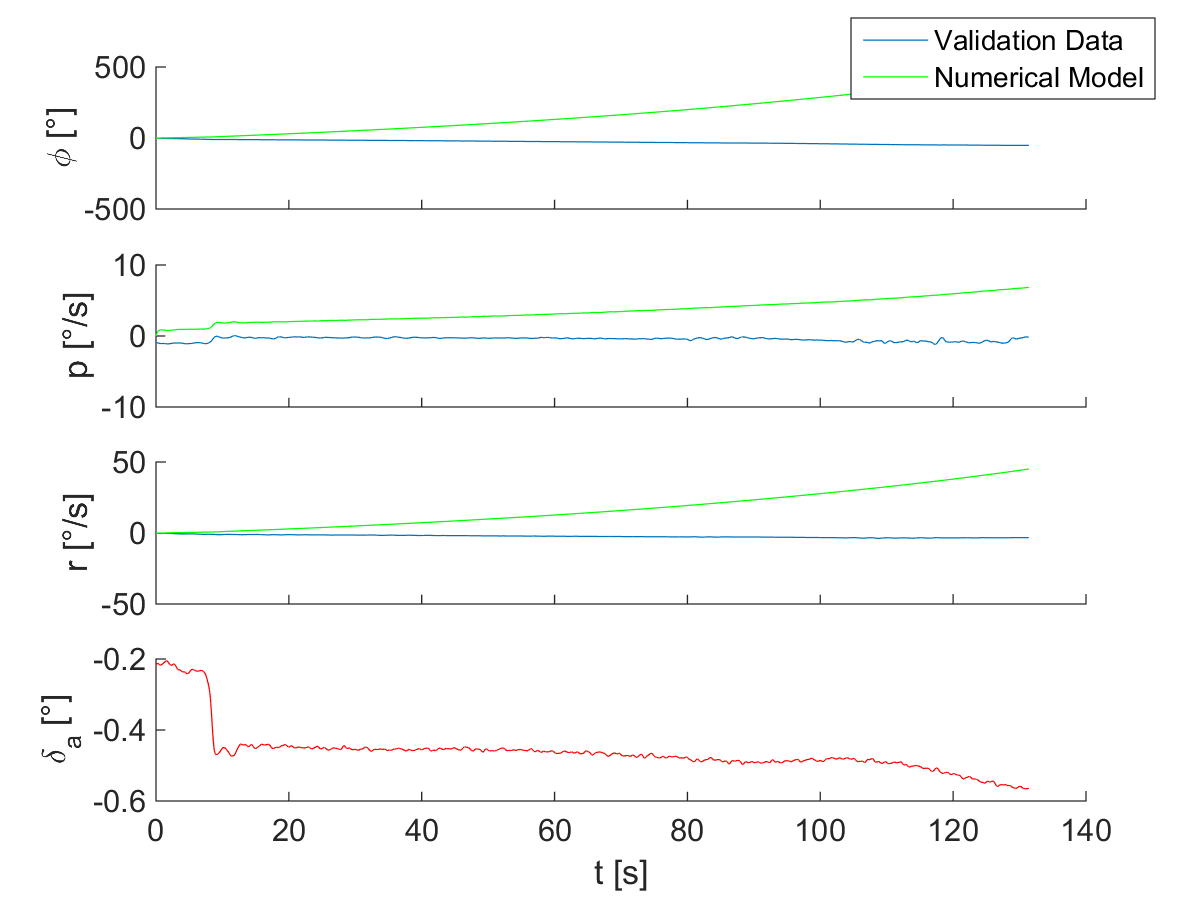 Validation Data
Numerical Model
500
0
-500
ϕ [°]
10
0
-10
p [°/s]
50
0
-50
r [°/s]
-0.2
-0.4
-0.6
δa [°]
0 20 40 60 80 100 120 140
t [s]